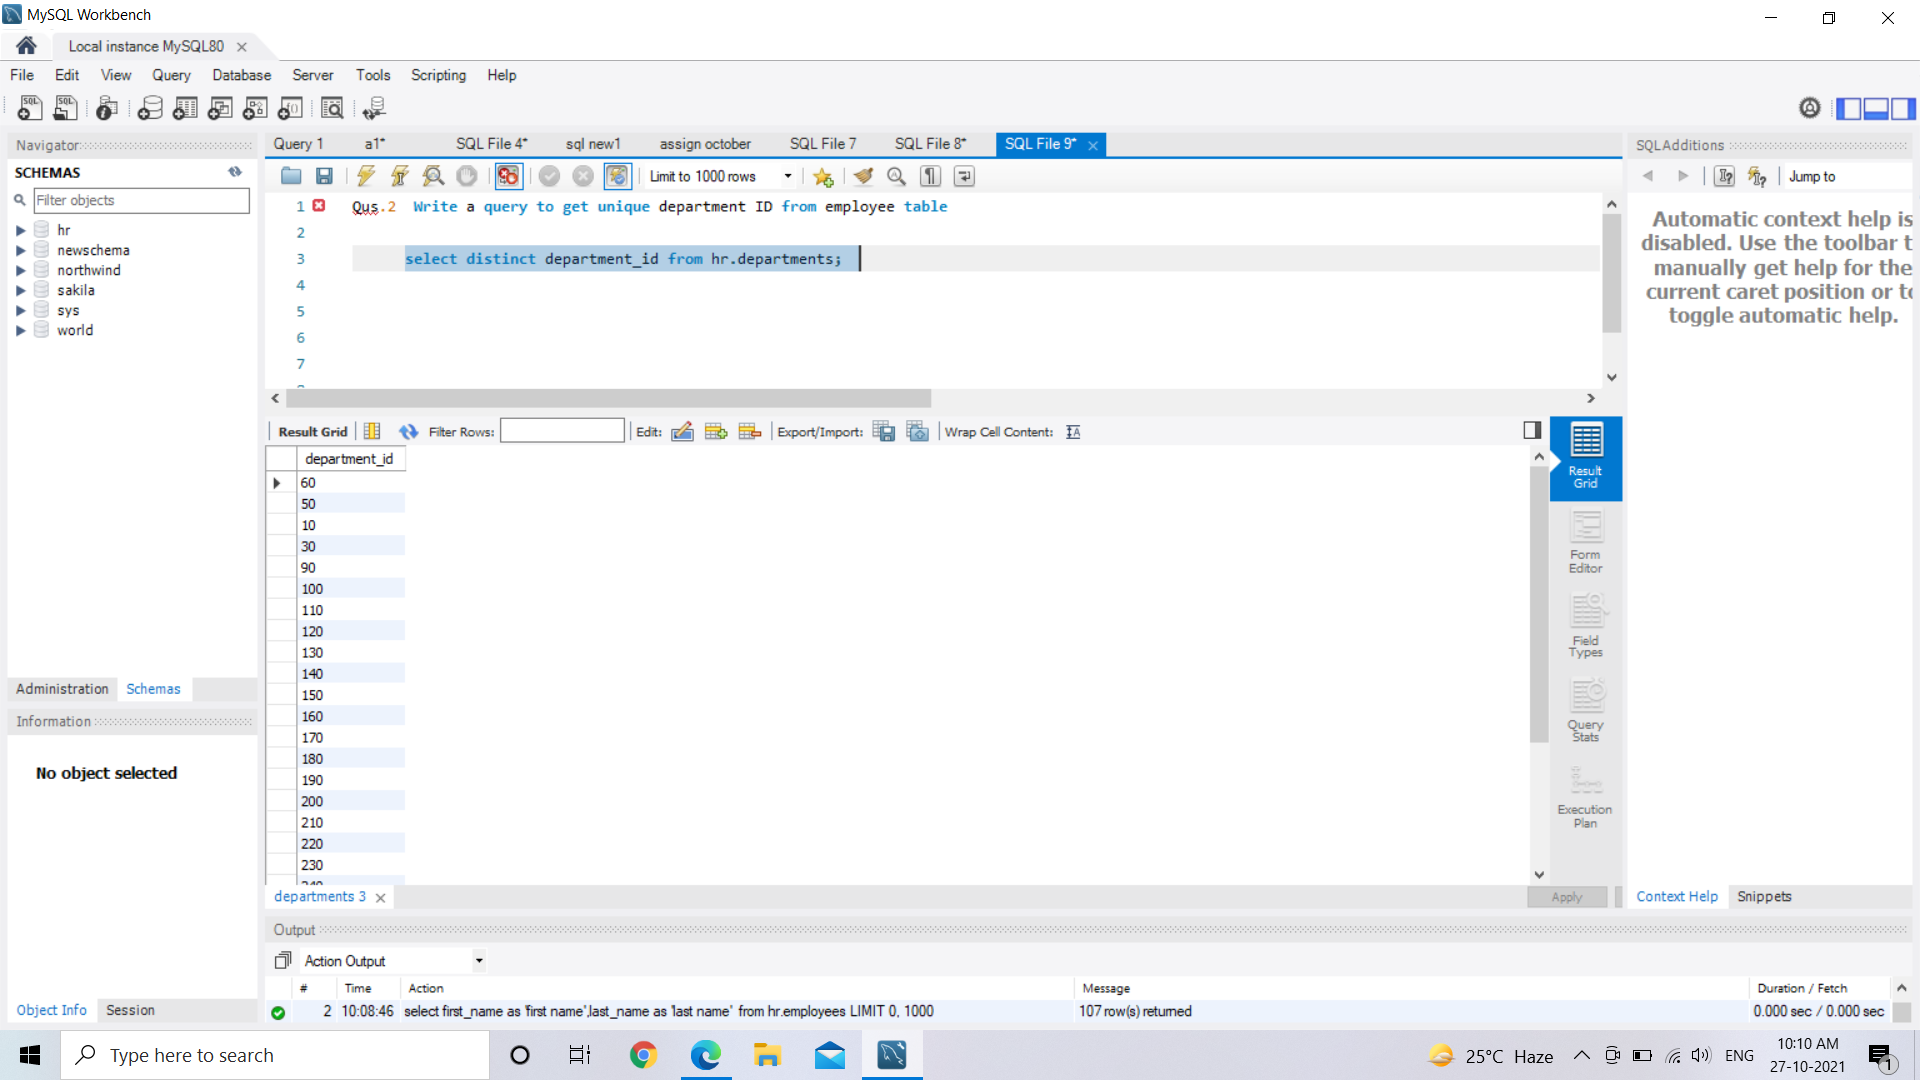 MySQL Workbench
Local instance MySQL80
File Edit View Query Database Server Tools Scripting Help
Navigator
SCHEMAS
Filter objects
hr
newschema
northwind
sakila
sys
world
Administration Schemas
Information
No object selected
Object Info Session
Query 1 a1* SQL File 4* sql new1 assign october SQL File 7 SQL File 8* SQL File 9*
Limit to 1000 rows
1 Qus.2 Write a query to get unique department ID from employee table
2
3 select distinct department_id from hr.departments;
4
5
6
7
Result Grid Filter Rows: Edit: Export/Import: Wrap Cell Content:
department_id
60
50
10
30
90
100
110
120
130
140
150
160
170
180
190
200
210
220
230
240
Result Grid
Form Editor
Field Types
Query Stats
Execution Plan
departments 3
Apply
Output
Action Output
# Time Action Message Duration / Fetch
2 10:08:46 select first_name as 'first name',last_name as 'last name' from hr.employees LIMIT 0, 1000 107 row(s) returned 0.000 sec / 0.000 sec
SQLAdditions
Jump to
Automatic context help is
disabled. Use the toolbar t
manually get help for the
current caret position or to
toggle automatic help.
Context Help Snippets
Type here to search
25°C Haze
ENG
10:10 AM
27-10-2021
1